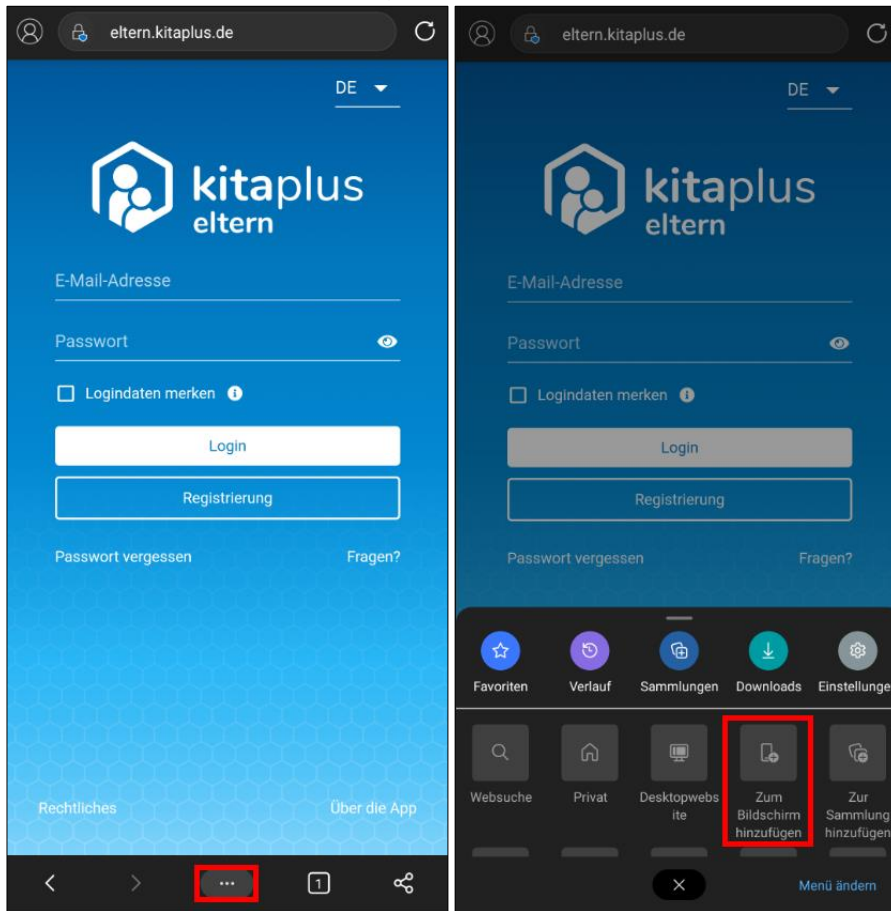 eltern.kitaplus.de
DE
kitaplus
eltern
E-Mail-Adresse
Passwort
Logindaten merken
Login
Registrierung
Passwort vergessen
Fragen?
Rechtliches
Über die App
1
eltern.kitaplus.de
DE
kitaplus
eltern
E-Mail-Adresse
Passwort
Logindaten merken
Login
Registrierung
Passwort vergessen
Fragen?
Favoriten
Verlauf
Sammlungen
Downloads
Einstellunge
Websuche
Privat
Desktopwebs
ite
Zum
Bildschirm
hinzufügen
Zur
Sammlung
hinzufügen
Menü ändern